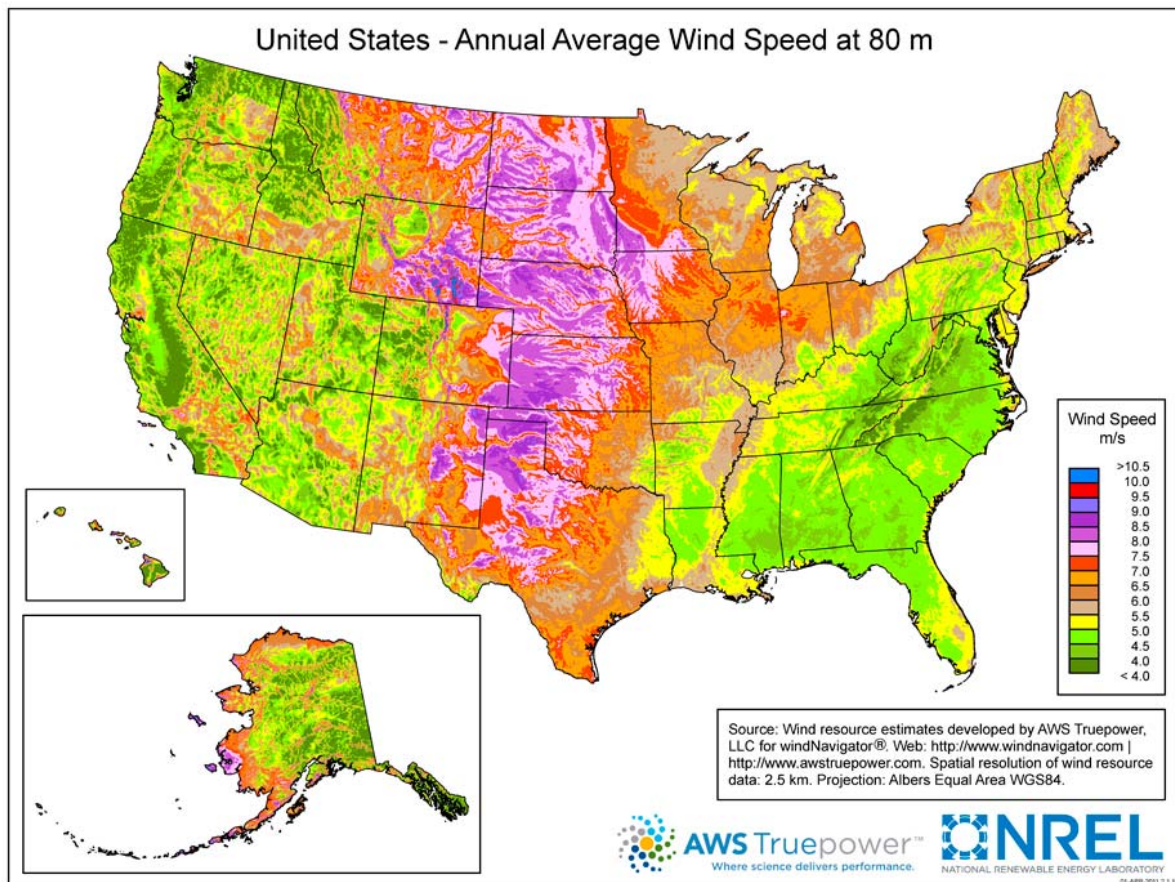 United States - Annual Average Wind Speed at 80 m
Wind Speed
m/s
>10.5
10.0
9.5
9.0
8.5
8.0
7.5
7.0
6.5
6.0
5.5
5.0
4.5
4.0
< 4.0
Source: Wind resource estimates developed by AWS Truepower,
LLC for windNavigator®. Web: http://www.windnavigator.com |
http://www.awstruepower.com. Spatial resolution of wind resource
data: 2.5 km. Projection: Albers Equal Area WGS84.
AWS Truepower™
Where science delivers performance.
NREL
NATIONAL RENEWABLE ENERGY LABORATORY